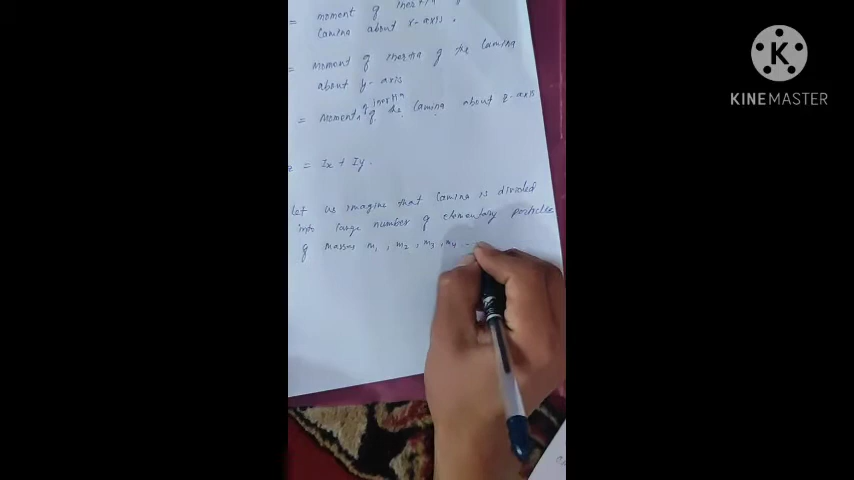 = moment of inertia of
lamina about x-axis.
= moment of inertia of the lamina
about y-axis
= moment of inertia of the lamina about z-axis
z = Ix + Iy.
Let us imagine that lamina is divided
into large number of elementary particles
of masses m1, m2, m3, m4 -
K
KINEMASTER